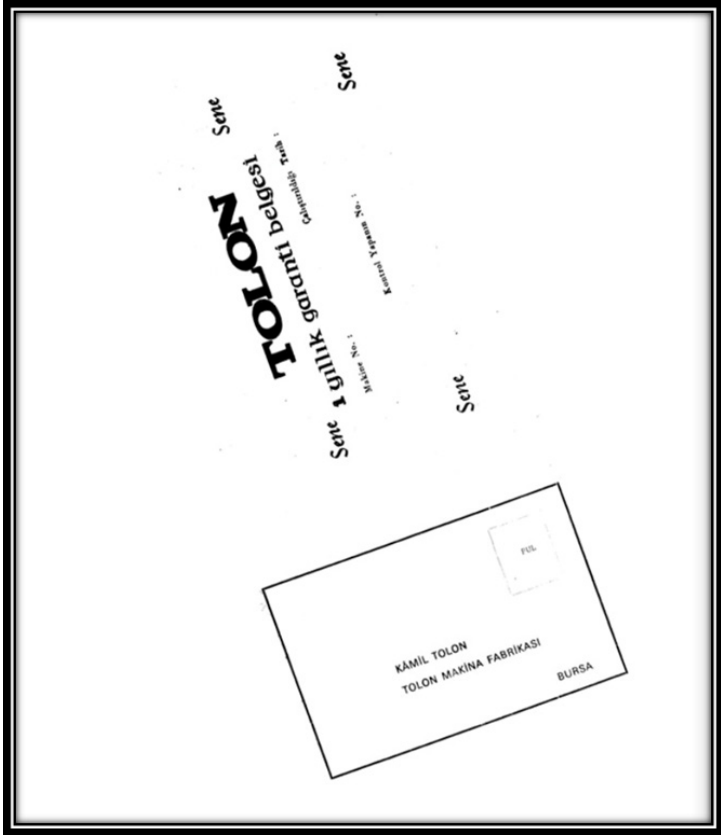 Sene
Sene
TOLON
1 yıllık garanti belgesi
Makine No. :
Çalıştırıldığı Tarih :
Kontrol Yapanın No. :
Sene
Sene
PUL
KÂMİL TOLON
TOLON MAKİNA FABRİKASI
BURSA